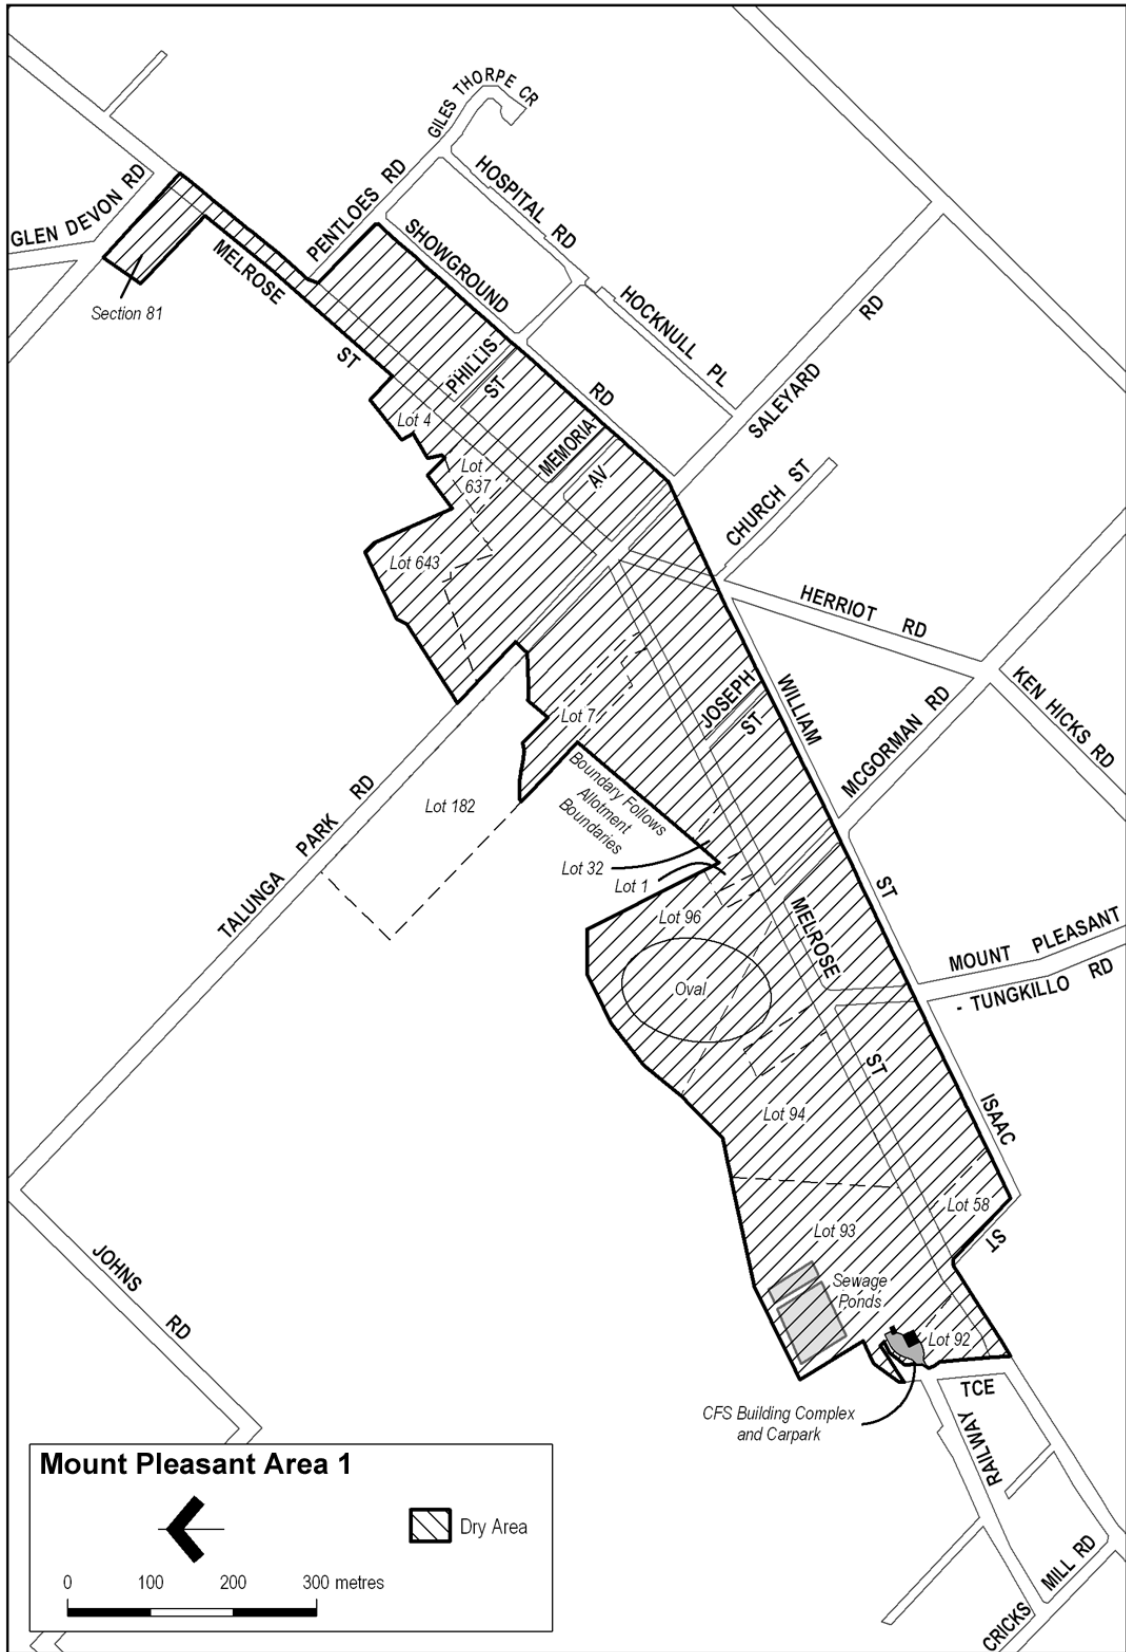 GILES THORPE CR
GLEN DEVON RD
PENTLOES RD
HOSPITAL RD
SHOWGROUND
RD
MELROSE
ST
Section 81
HOCKNULL PL
SALEYARD
RD
PHILLIS
ST
Lot 4
MEMORIA
AV
Lot
637
CHURCH ST
Lot 643
HERRIOT RD
KEN HICKS RD
JOSEPH
ST
WILLIAM
ST
MCGORMAN RD
Lot 7
Boundary Follows
Allotment
Boundaries
Lot 182
TALUNGA PARK RD
Lot 32
Lot 1
Lot 96
MELROSE
ST
Oval
MOUNT PLEASANT
- TUNGKILLO RD
Lot 94
ISAAC
ST
Lot 58
Lot 93
JOHNS
RD
Sewage
Ponds
Lot 92
TCE
RAILWAY
CFS Building Complex
and Carpark
MILL RD
CRICKS
Mount Pleasant Area 1
Dry Area
0 100 200 300 metres